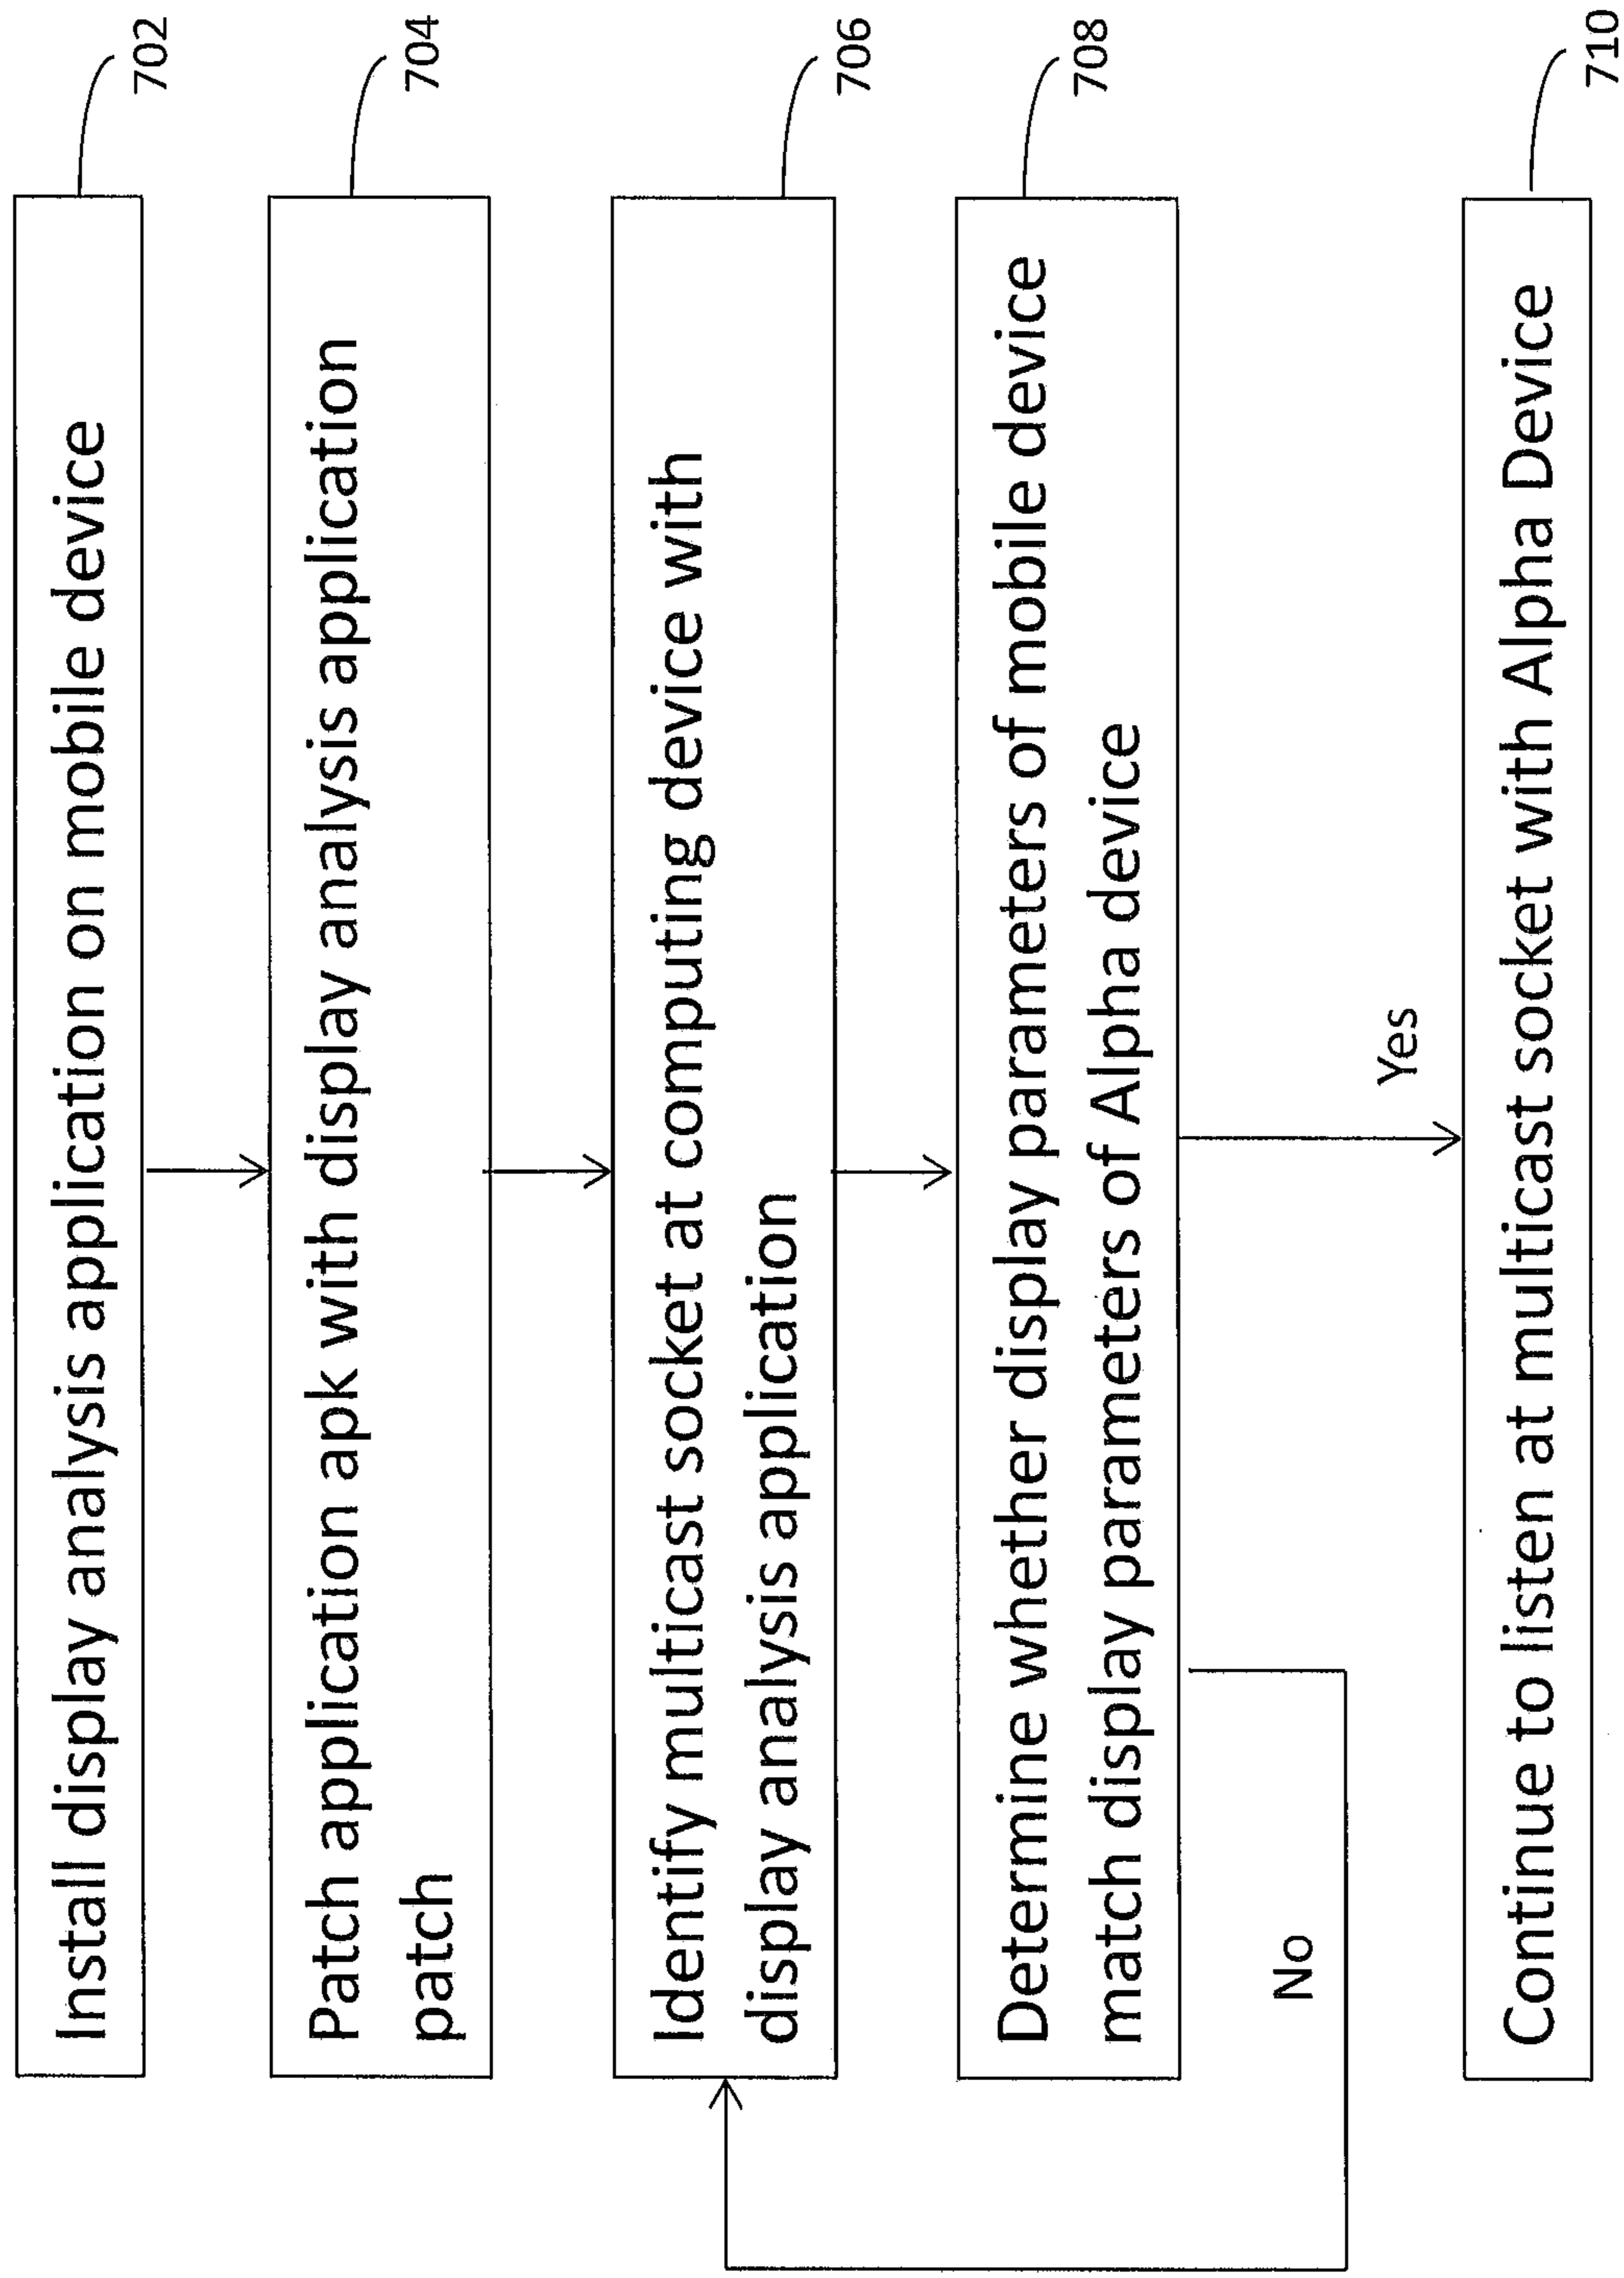 Install display analysis application on mobile device
702
Patch application apk with display analysis application
patch
704
Identify multicast socket at computing device with
display analysis application
706
Determine whether display parameters of mobile device
match display parameters of Alpha device
708
No
Yes
Continue to listen at multicast socket with Alpha Device
710